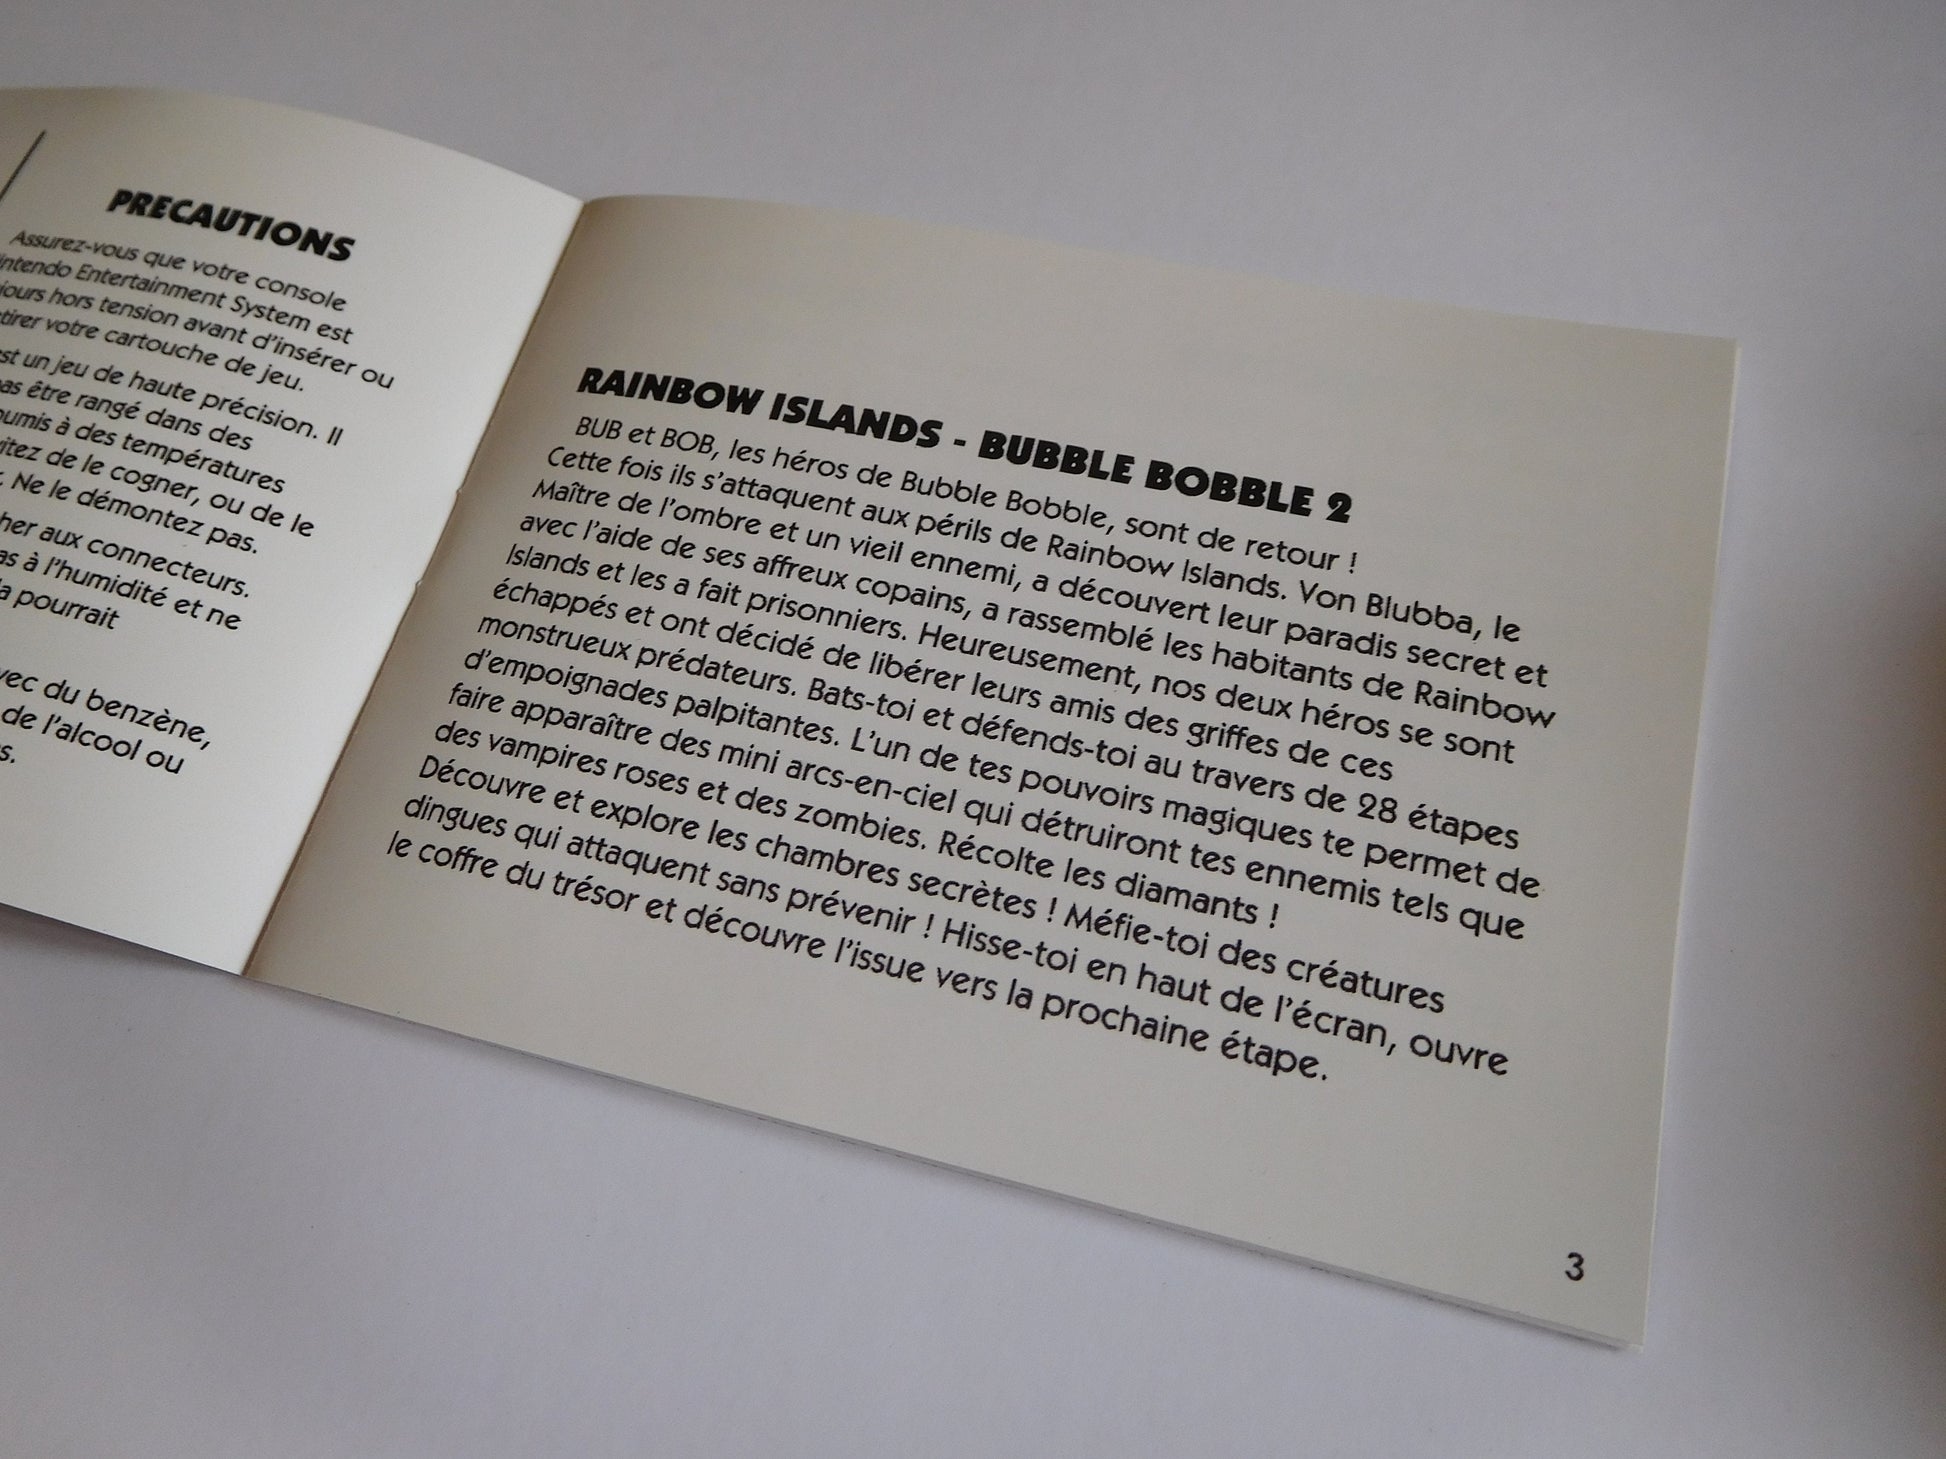 PRECAUTIONS
Assurez-vous que votre console
Entertainment System est
hors tension avant d'insérer ou
votre cartouche de jeu.
un jeu de haute précision. Il
être rangé dans des
à des températures
de le cogner, ou de le
Ne le démontez pas.
aux connecteurs.
à l'humidité et ne
pourrait
du benzène,
de l'alcool ou
RAINBOW ISLANDS - BUBBLE BOBBLE 2
BUB et BOB, les héros de Bubble Bobble, sont de retour !
Cette fois ils s'attaquent aux périls de Rainbow Islands. Von Blubba, le
Maître de l'ombre et un vieil ennemi, a découvert leur paradis secret et
avec l'aide de ses affreux copains, a rassemblé les habitants de Rainbow
Islands et les a fait prisonniers. Heureusement, nos deux héros se sont
échappés et ont décidé de libérer leurs amis des griffes de ces
monstrueux prédateurs. Bats-toi et défends-toi au travers de 28 étapes
d'empoignades palpitantes. L'un de tes pouvoirs magiques te permet de
faire apparaître des mini arcs-en-ciel qui détruiront tes ennemis tels que
des vampires roses et des zombies. Récolte les diamants !
Découvre et explore les chambres secrètes ! Méfie-toi des créatures
dingues qui attaquent sans prévenir ! Hisse-toi en haut de l'écran, ouvre
le coffre du trésor et découvre l'issue vers la prochaine étape.
3